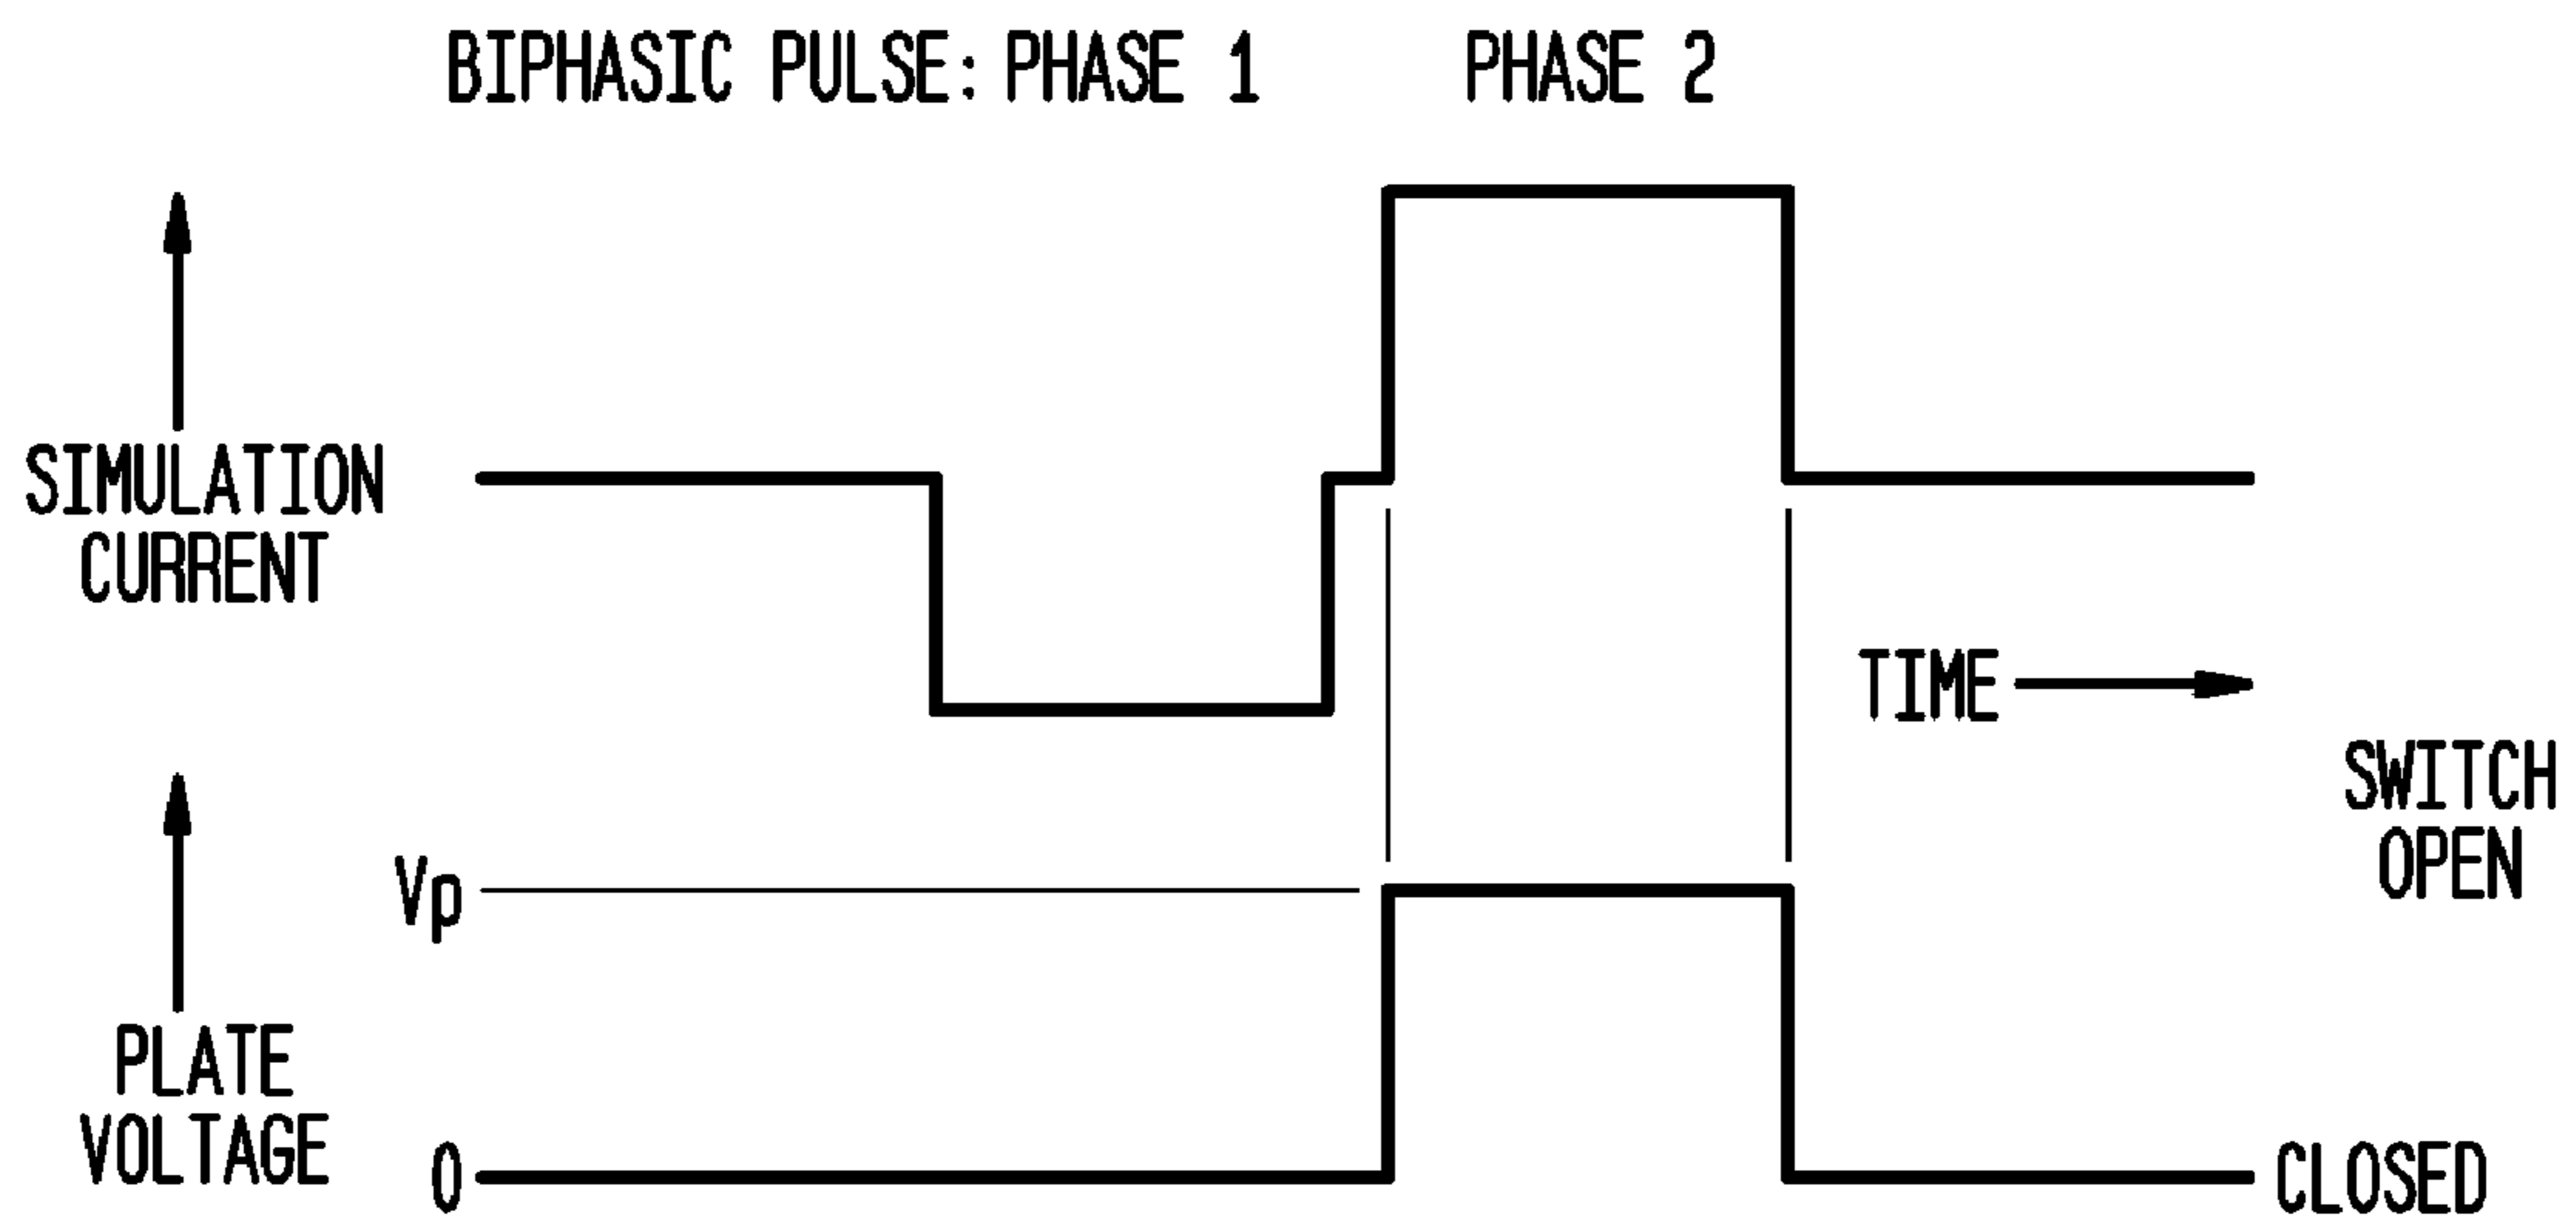 BIPHASIC PULSE: PHASE 1 PHASE 2
SIMULATION
CURRENT
TIME
SWITCH
OPEN
Vp
PLATE
VOLTAGE
0
CLOSED